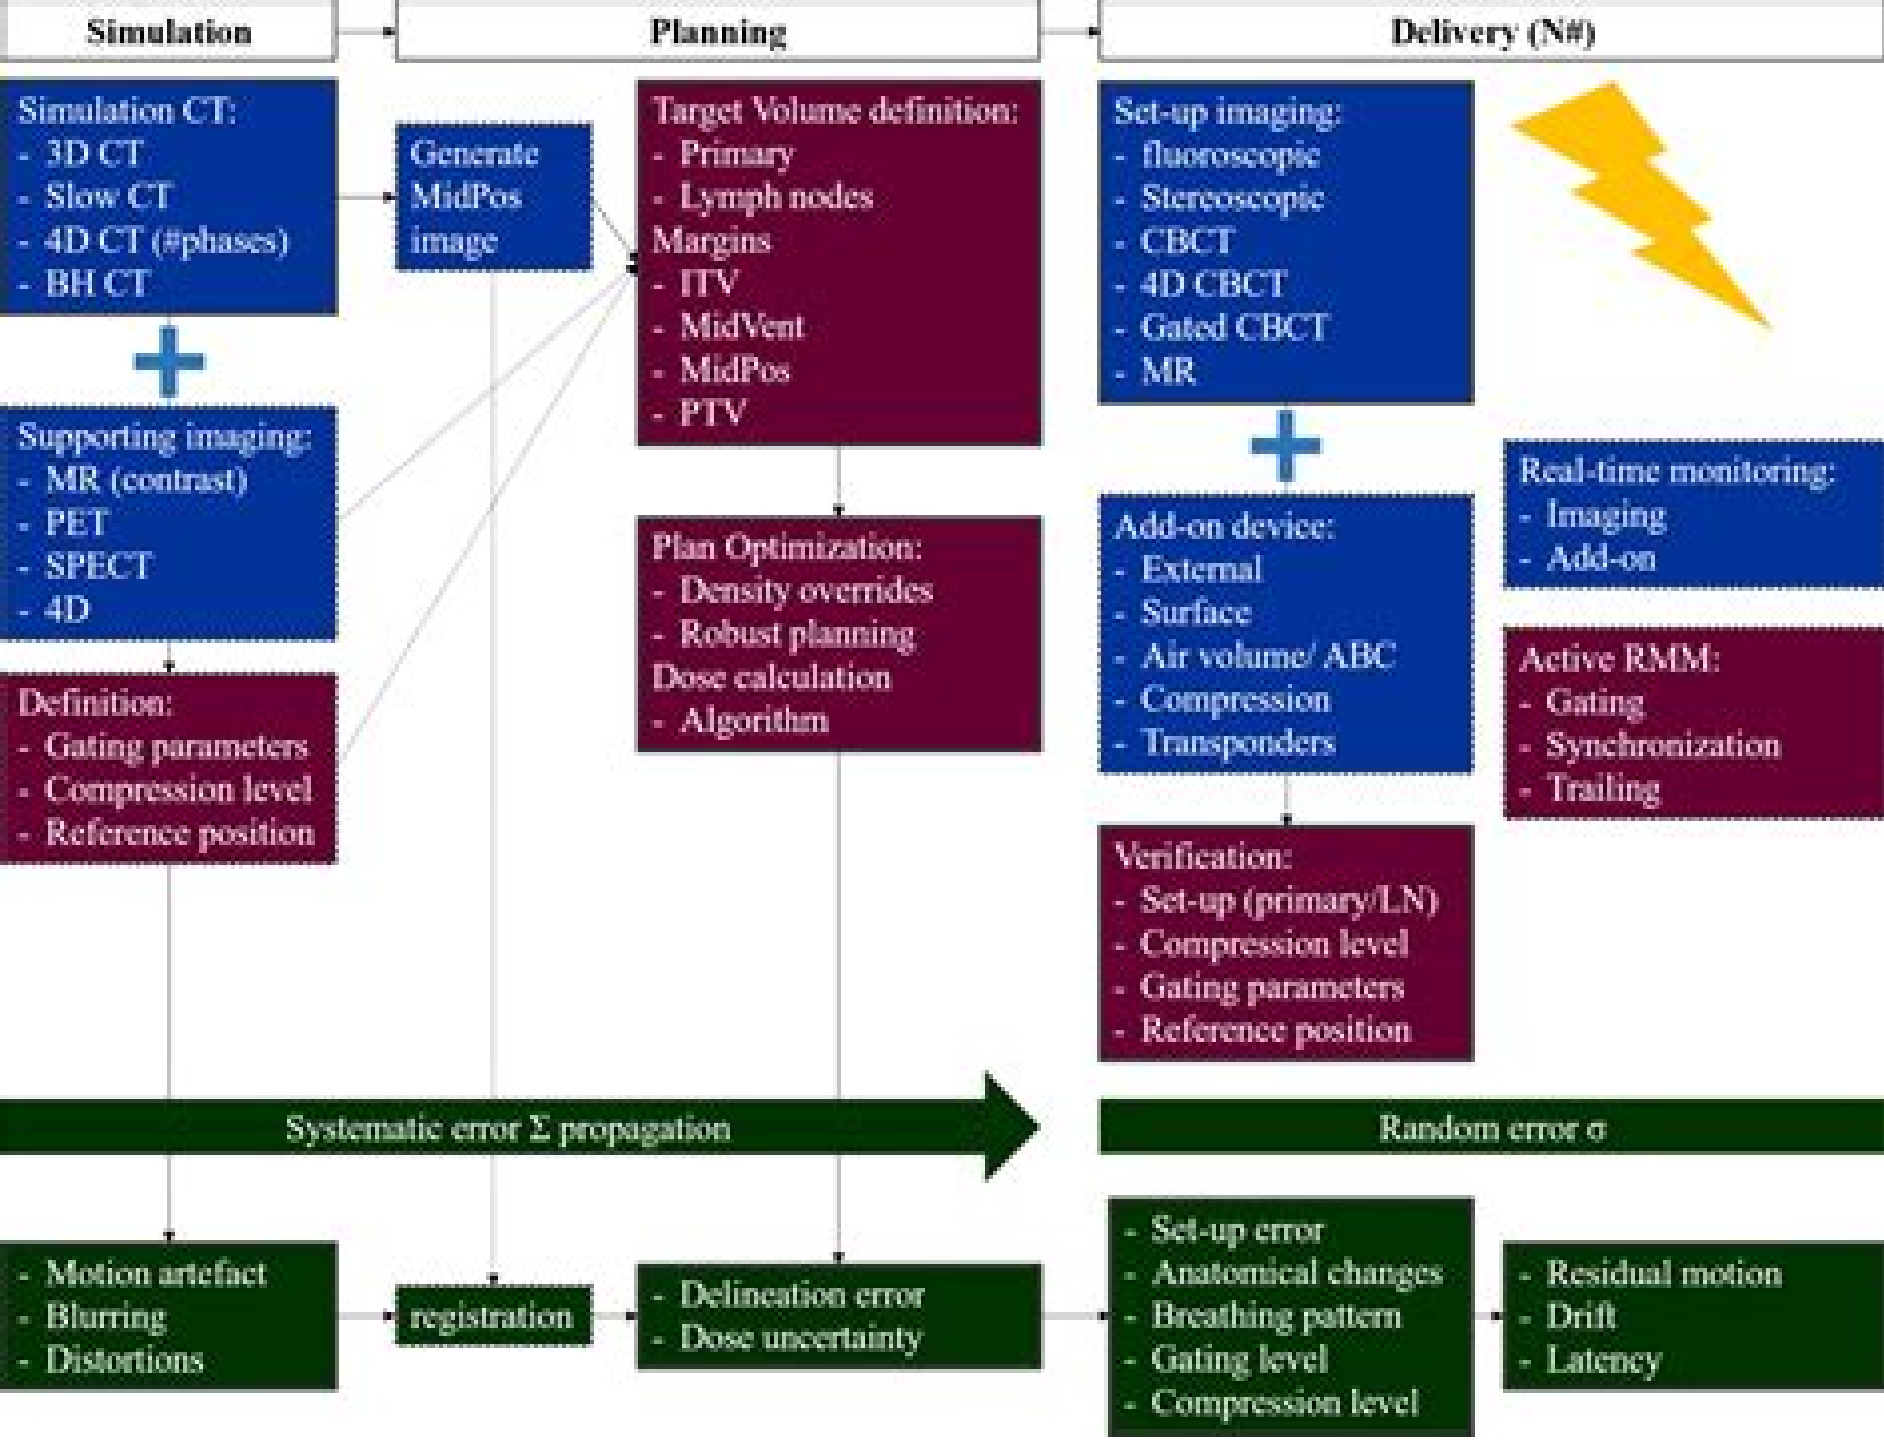 Simulation
Planning
Delivery (N#)
Simulation CT:
- 3D CT
- Slow CT
- 4D CT (#phases)
- BH CT
Supporting imaging:
- MR (contrast)
- PET
- SPECT
- 4D
Definition:
- Gating parameters
- Compression level
- Reference position
Generate
MidPos
image
Target Volume definition:
- Primary
- Lymph nodes
Margins
- ITV
- MidVent
- MidPos
- PTV
Plan Optimization:
- Density overrides
- Robust planning
Dose calculation
- Algorithm
Set-up imaging:
- fluoroscopic
- Stereoscopic
- CBCT
- 4D CBCT
- Gated CBCT
- MR
Add-on device:
- External
- Surface
- Air volume/ ABC
- Compression
- Transponders
Verification:
- Set-up (primary/LN)
- Compression level
- Gating parameters
- Reference position
Real-time monitoring:
- Imaging
- Add-on
Active RMM:
- Gating
- Synchronization
- Trailing
Systematic error Σ propagation
Random error σ
- Motion artefact
- Blurring
- Distortions
registration
- Delineation error
- Dose uncertainty
- Set-up error
- Anatomical changes
- Breathing pattern
- Gating level
- Compression level
- Residual motion
- Drift
- Latency